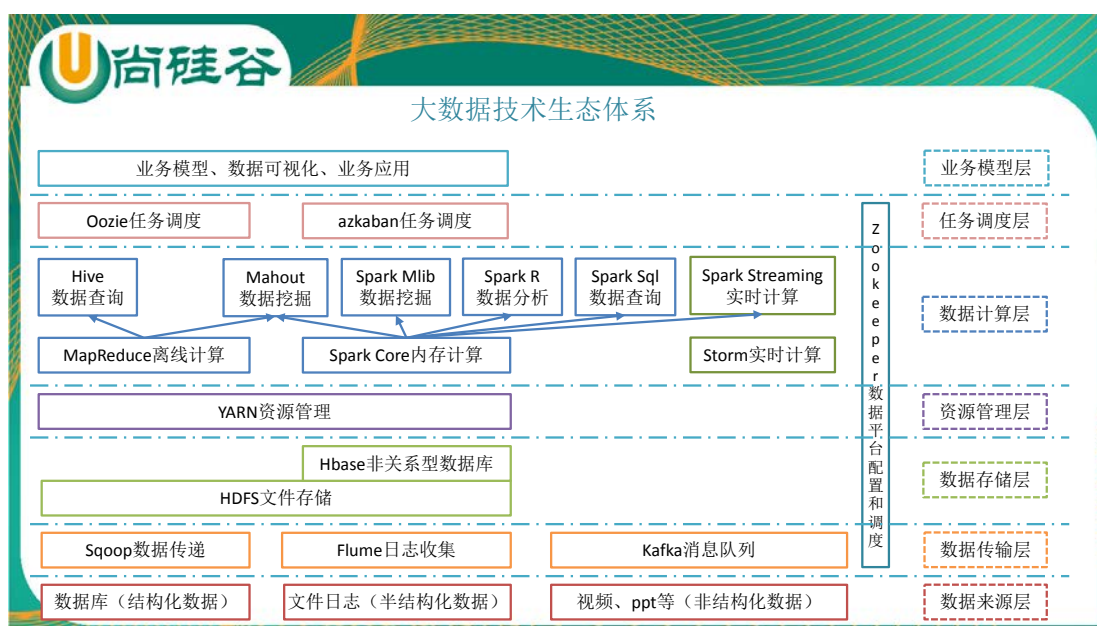 尚硅谷
大数据技术生态体系
业务模型、数据可视化、业务应用
业务模型层
Oozie任务调度
azkaban任务调度
任务调度层
Hive
数据查询
Mahout
数据挖掘
Spark Mlib
数据挖掘
Spark R
数据分析
Spark Sql
数据查询
Spark Streaming
实时计算
数据计算层
MapReduce离线计算
Spark Core内存计算
Storm实时计算
Zookeeper数据平台配置和调度
YARN资源管理
资源管理层
Hbase非关系型数据库
HDFS文件存储
数据存储层
Sqoop数据传递
Flume日志收集
Kafka消息队列
数据传输层
数据库（结构化数据）
文件日志（半结构化数据）
视频、ppt等（非结构化数据）
数据来源层